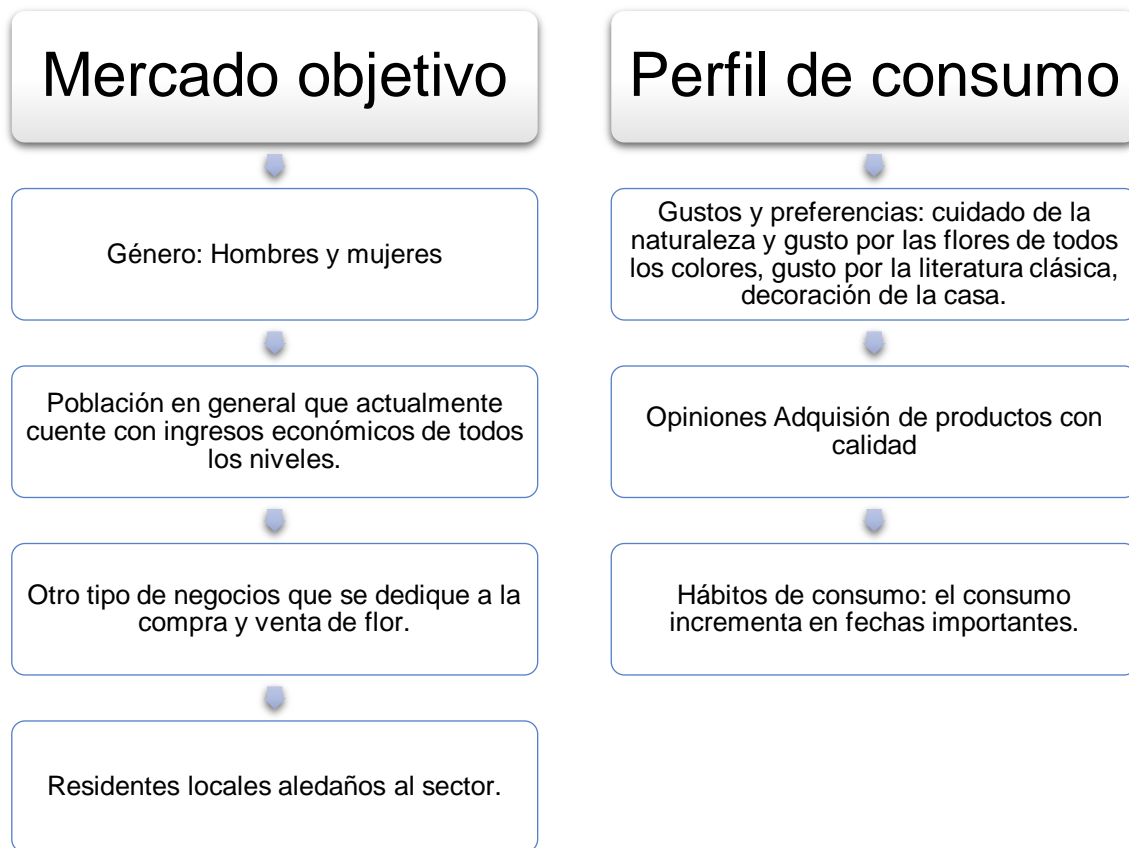 Mercado objetivo
Género: Hombres y mujeres
Población en general que actualmente
cuente con ingresos económicos de todos
los niveles.
Otro tipo de negocios que se dedique a la
compra y venta de flor.
Residentes locales aledaños al sector.
Perfil de consumo
Gustos y preferencias: cuidado de la
naturaleza y gusto por las flores de todos
los colores, gusto por la literatura clásica,
decoración de la casa.
Opiniones Adquisión de productos con
calidad
Hábitos de consumo: el consumo
incrementa en fechas importantes.